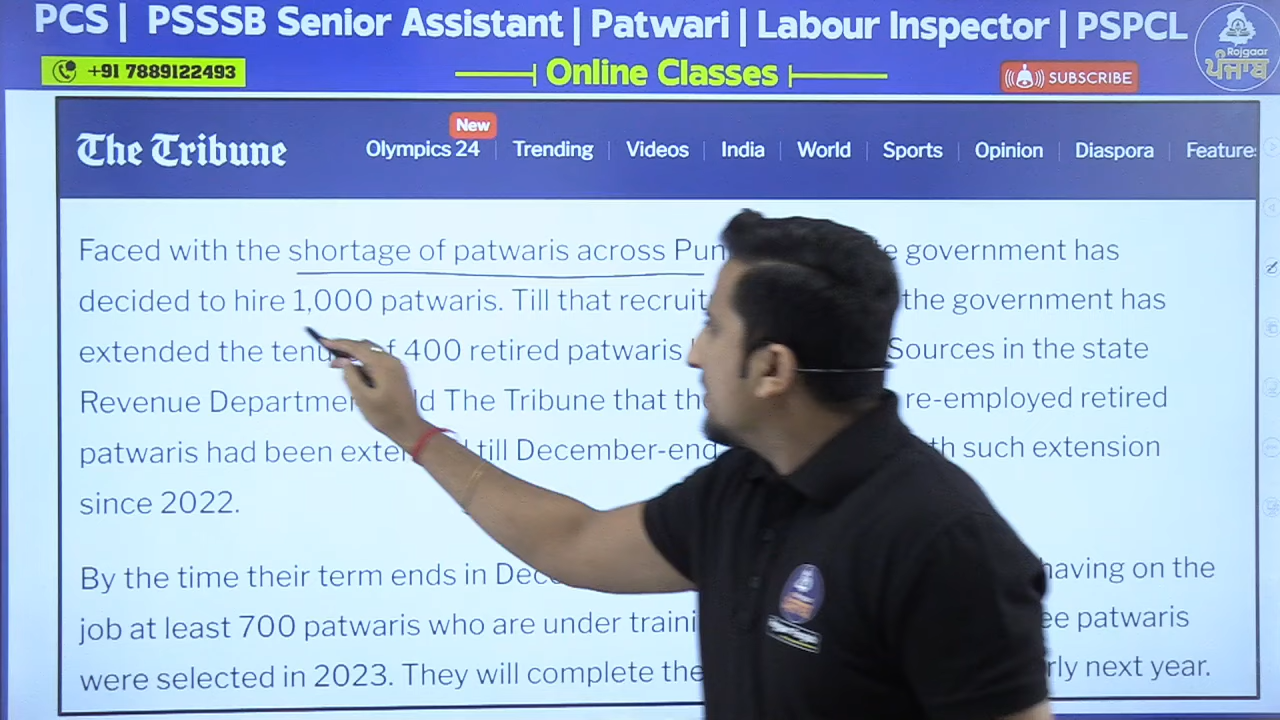 PCS | PSSSB Senior Assistant | Patwari | Labour Inspector | PSPCL
+91 7889122493
Online Classes
SUBSCRIBE
Rojgaar
ਪੰਜਾਬ
The Tribune
New
Olympics 24 | Trending | Videos | India | World | Sports | Opinion | Diaspora | Feature
Faced with the shortage of patwaris across Pun government has
decided to hire 1,000 patwaris. Till that recruit the government has
extended the tenu of 400 retired patwaris Sources in the state
Revenue Departmen ld The Tribune that th re-employed retired
patwaris had been exte till December-end h such extension
since 2022.
By the time their term ends in Dece having on the
job at least 700 patwaris who are under traini ee patwaris
were selected in 2023. They will complete the rly next year.